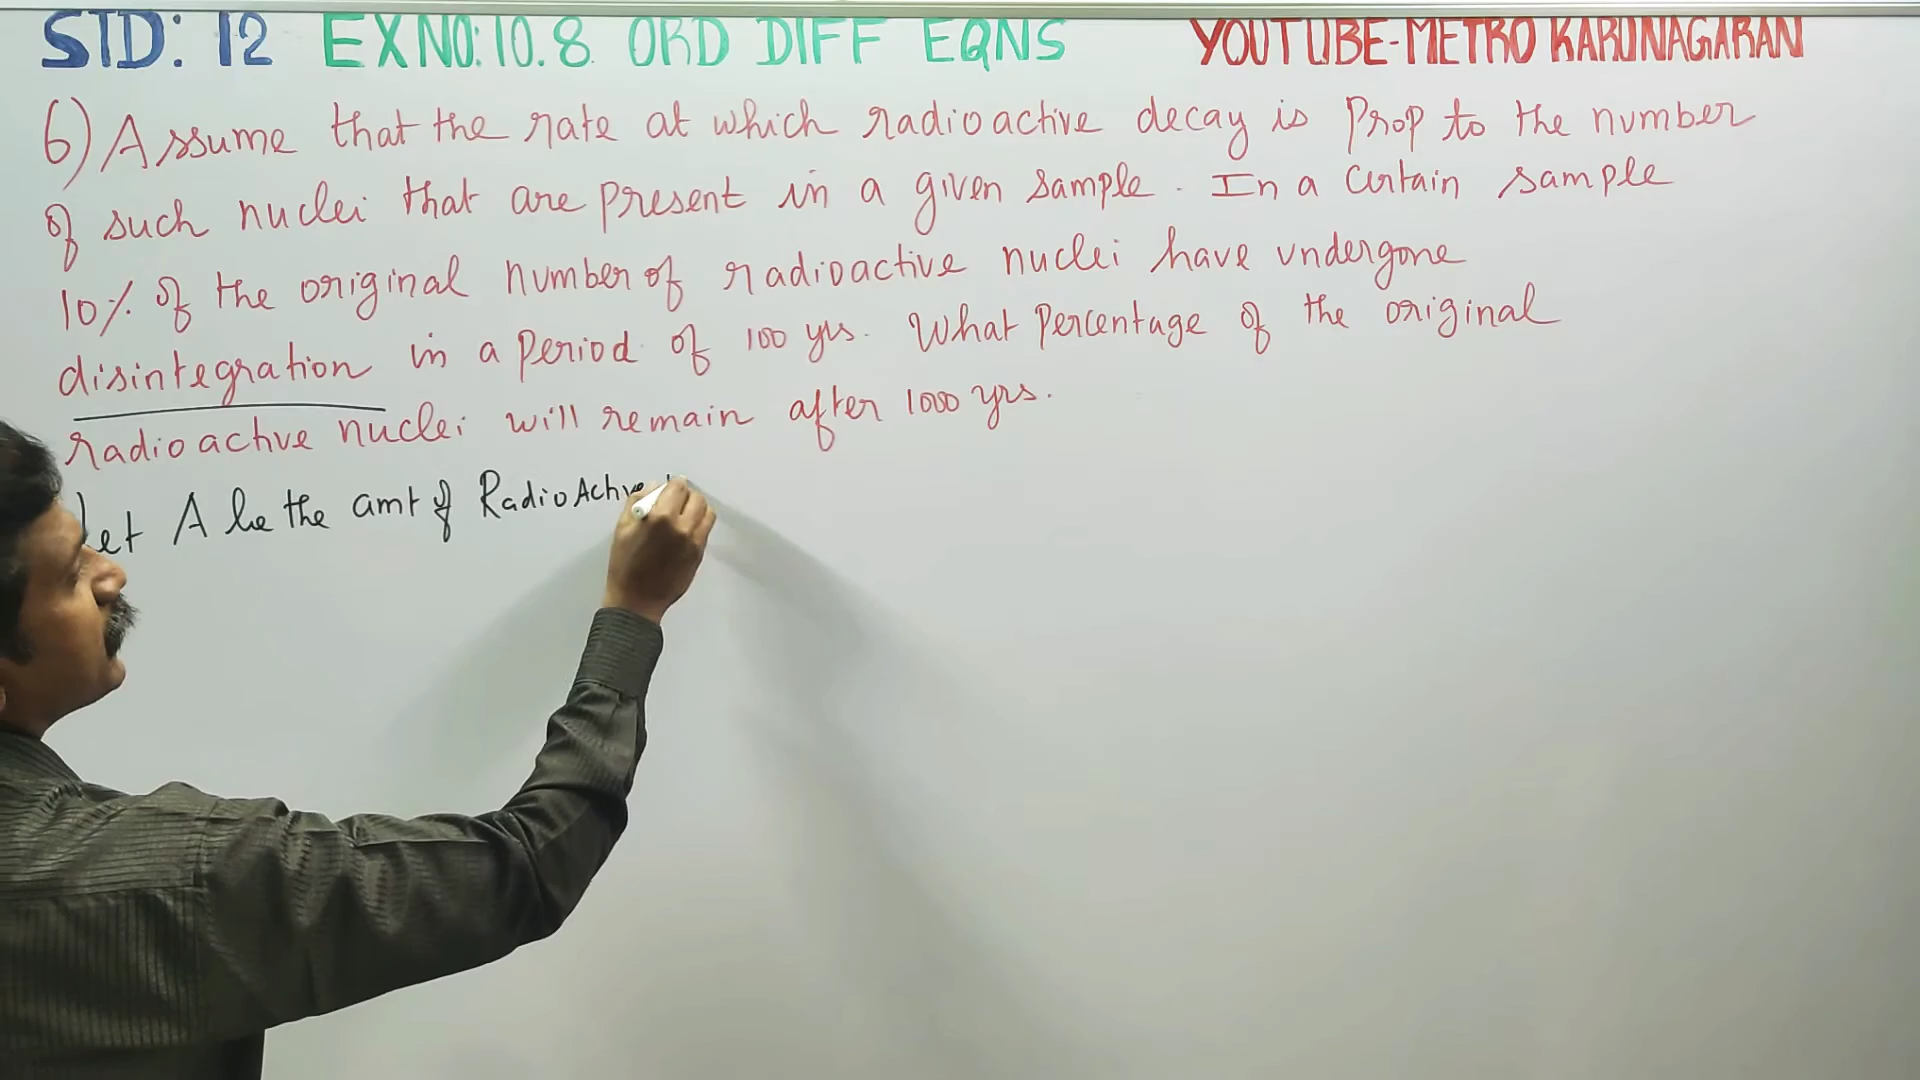 STD: 12 EX NO: 10.8 ORD DIFF EQNS YOUTUBE-METRO KARUNAGARAN
6) Assume that the rate at which radioactive decay is Prop to the number
of such nuclei that are present in a given sample. In a certain sample
10% of the original number of radioactive nuclei have undergone
disintegration in a period of 100 yrs. What percentage of the original
radioactive nuclei will remain after 1000 yrs.
Let A be the amt of RadioActive